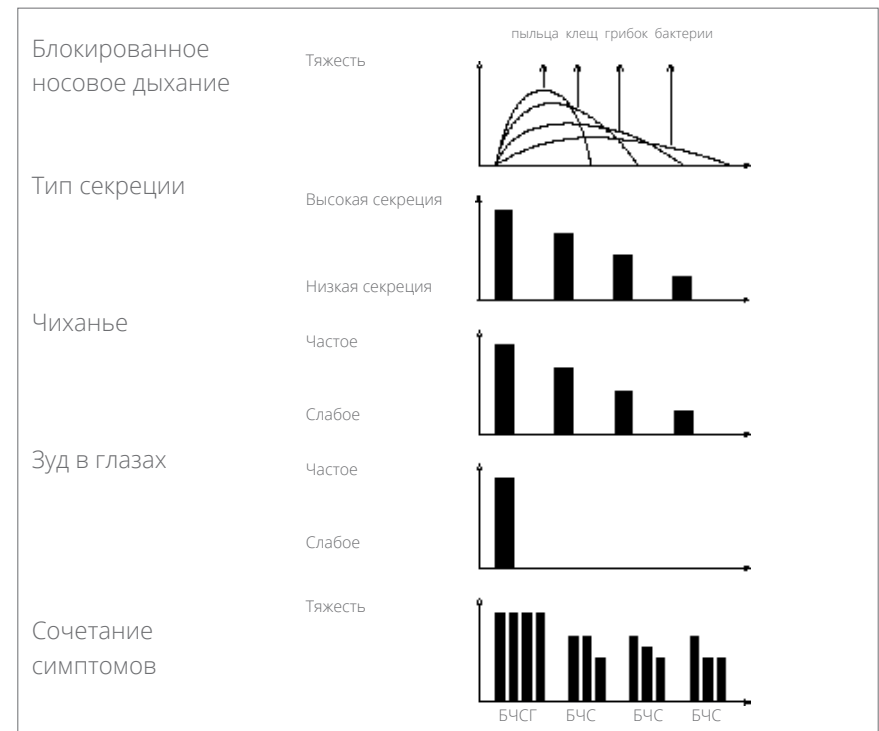 пыльца клещ грибок бактерии
Блокированное
носовое дыхание
Тяжесть
Тип секреции
Высокая секреция
Низкая секреция
Чиханье
Частое
Слабое
Зуд в глазах
Частое
Слабое
Сочетание
симптомов
Тяжесть
БЧСГ БЧС БЧС БЧС